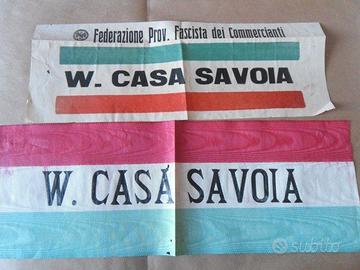 Federazione Prov. Fascista dei Commercianti
W. CASA SAVOIA
W. CASA SAVOIA
subito